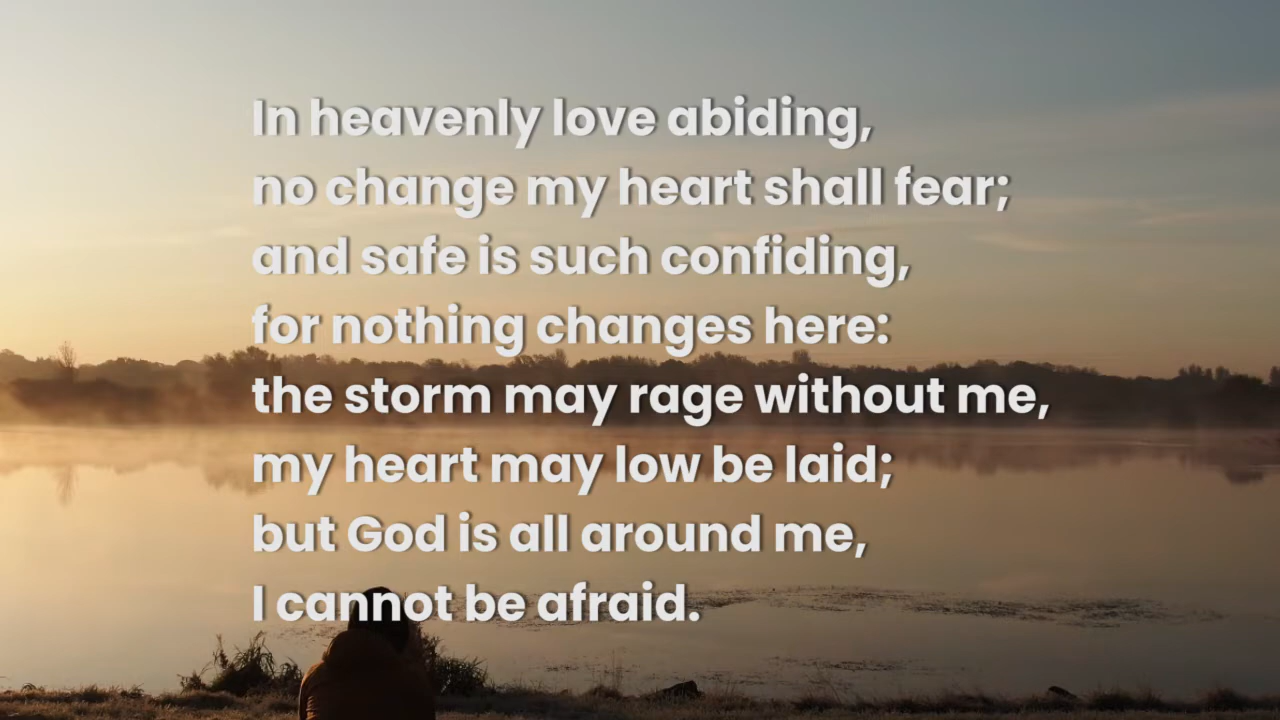 In heavenly love abiding,
no change my heart shall fear;
and safe is such confiding,
for nothing changes here:
the storm may rage without me,
my heart may low be laid;
but God is all around me,
I cannot be afraid.